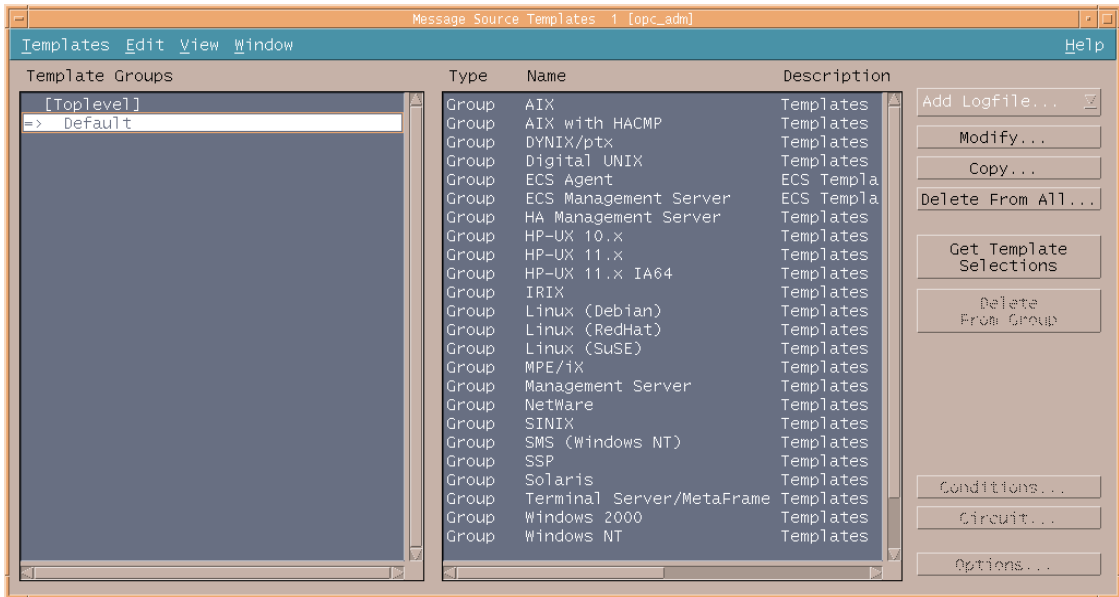 Message Source Templates 1 [opc_adm]
Templates Edit View Window Help
Template Groups
[Toplevel]
=> Default
Type Name Description
Group AIX Templates
Group AIX with HACMP Templates
Group DYNIX/ptx Templates
Group Digital UNIX Templates
Group ECS Agent ECS Templa
Group ECS Management Server ECS Templa
Group HA Management Server Templates
Group HP-UX 10.x Templates
Group HP-UX 11.x Templates
Group HP-UX 11.x IA64 Templates
Group IRIX Templates
Group Linux (Debian) Templates
Group Linux (RedHat) Templates
Group Linux (SuSE) Templates
Group MPE/iX Templates
Group Management Server Templates
Group NetWare Templates
Group SINIX Templates
Group SMS (Windows NT) Templates
Group SSP Templates
Group Solaris Templates
Group Terminal Server/MetaFrame Templates
Group Windows 2000 Templates
Group Windows NT Templates
Add Logfile...
Modify...
Copy...
Delete From All...
Get Template
Selections
Delete
From Group
Conditions...
Circuit...
Options...